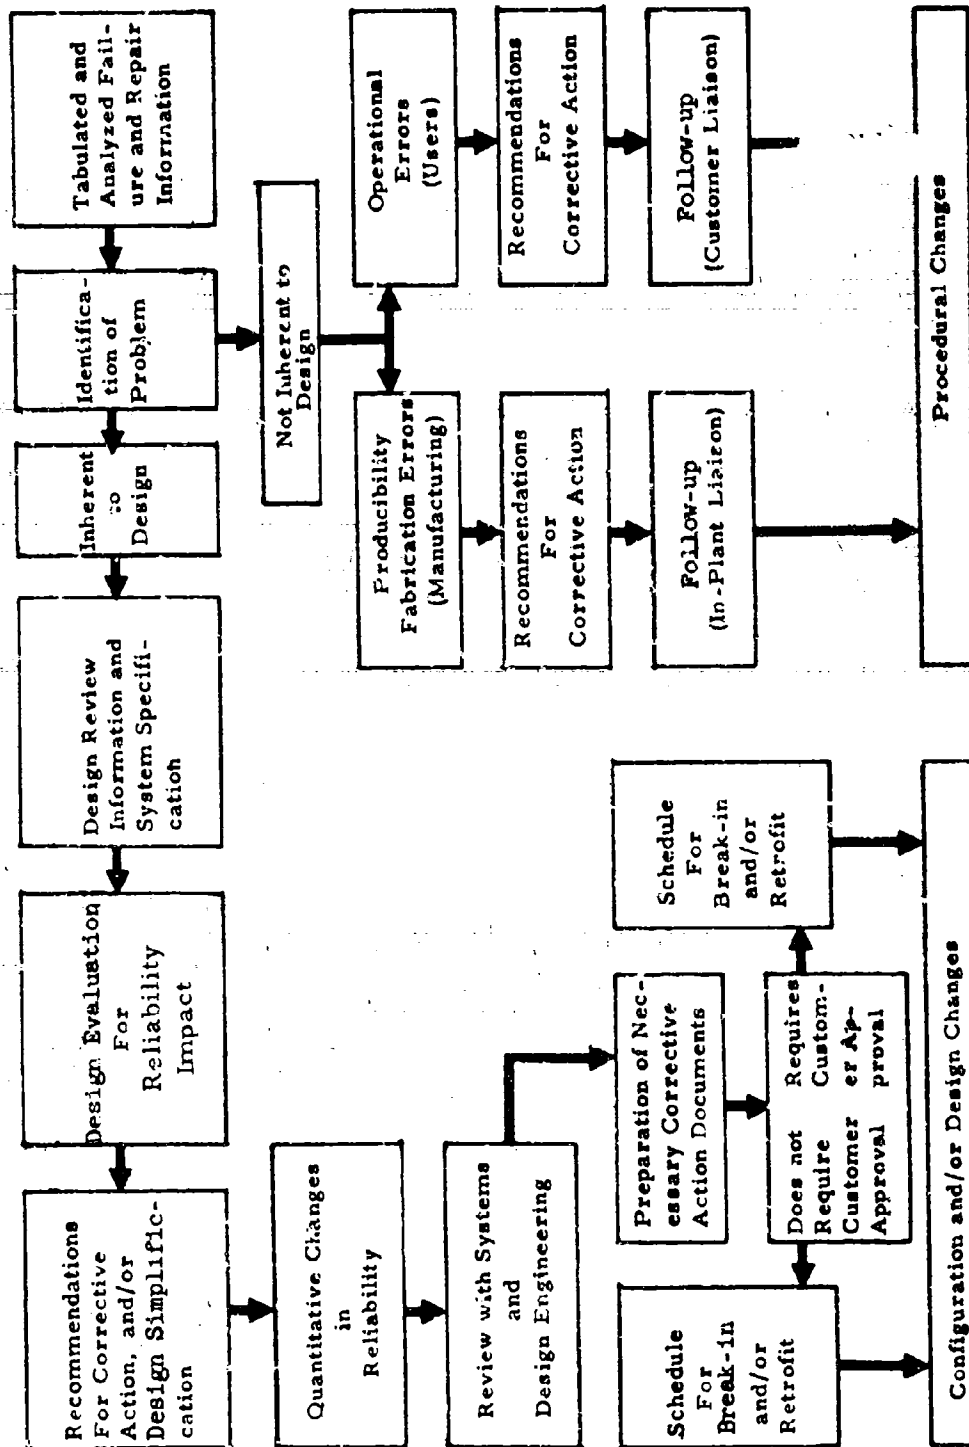 Tabulated and
Analyzed Fail-
ure and Repair
Information
Identifica-
tion of
Problem
Inherent
to
Design
Design Review
Information and
System Specifi-
cation
Design Evaluation
For
Reliability
Impact
Recommendations
For Corrective
Action, and/or
Design Simplific-
cation
Not Inherent to
Design
Operational
Errors
(Users)
Recommendations
For
Corrective Action
Follow-up
(Customer Liaison)
Producibility
Fabrication Errors
(Manufacturing)
Recommendations
For
Corrective Action
Follow-up
(In-Plant Liaison)
Procedural Changes
Quantitative Changes
in
Reliability
Review with Systems
and
Design Engineering
Preparation of Nec-
essary Corrective
Action Documents
Does not
Require
Customer
Approval
Requires
Custom-
er Ap-
proval
Schedule
For
Break-in
and/or
Retrofit
Schedule
For
Break-in
and/or
Retrofit
Configuration and/or Design Changes